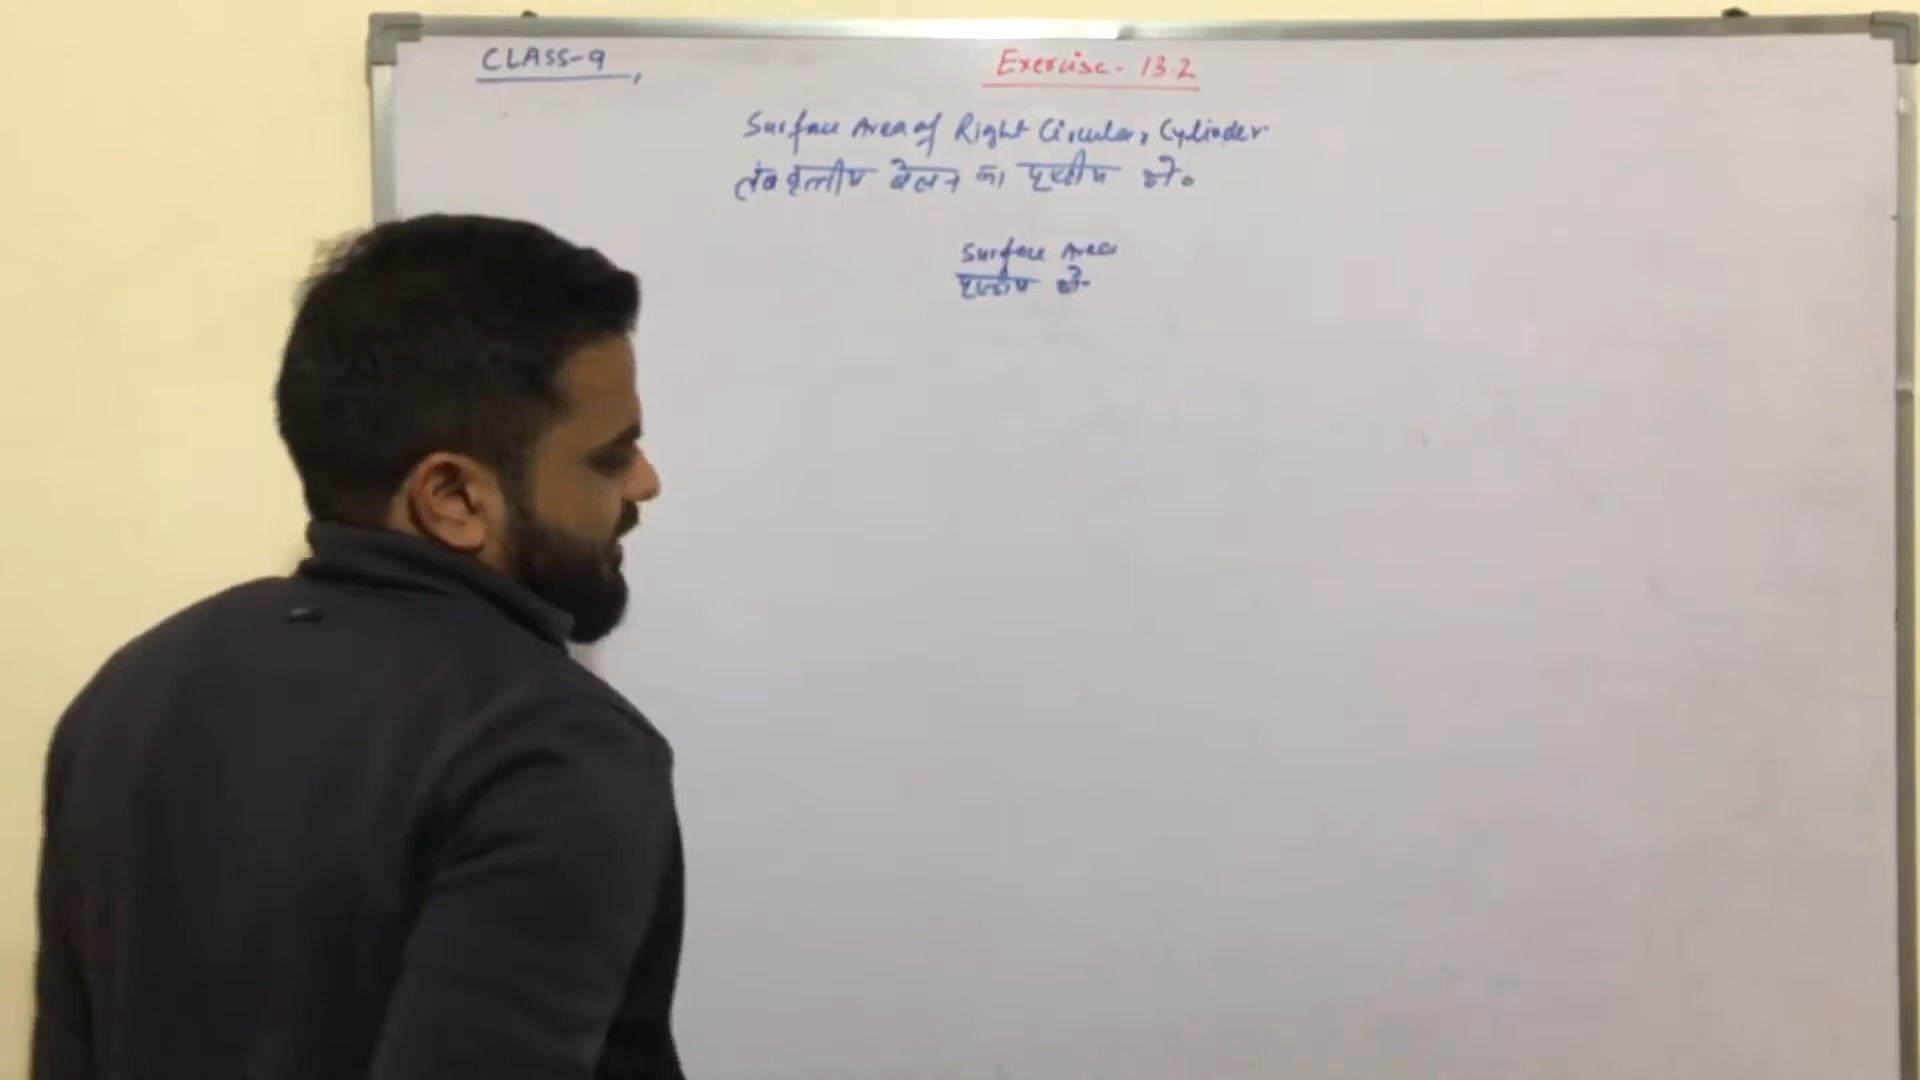 CLASS-9,
Exercise - 13.2
Surface Area of Right Circular Cylinder
लंब वृत्तीय बेलन का पृष्ठीय क्षे०
Surface Area
पृष्ठीय क्षे०